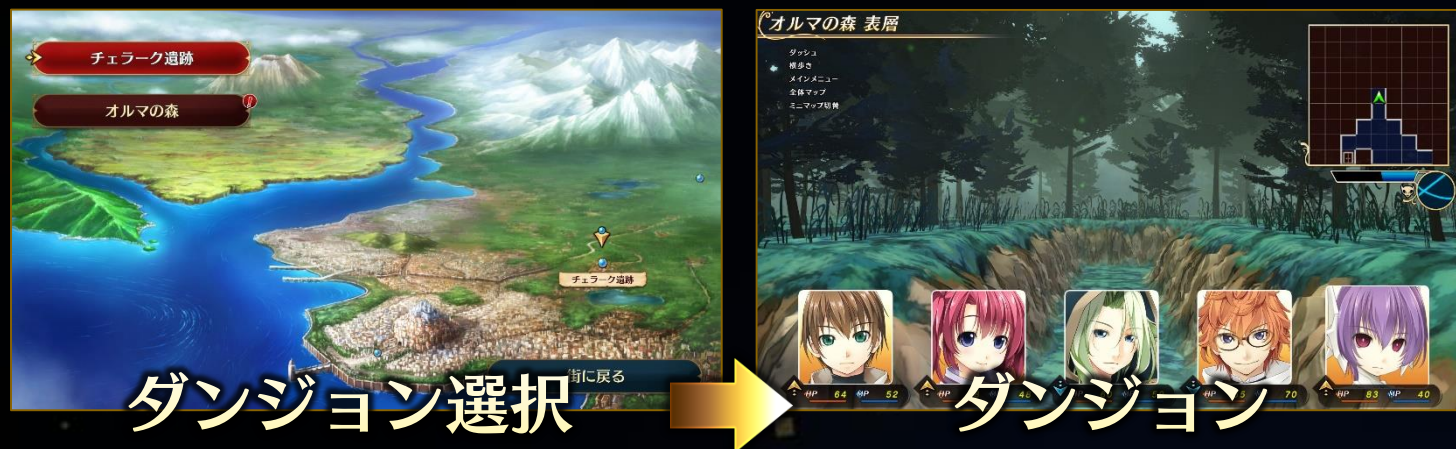 チェラーク遺跡
オルマの森
チェラーク遺跡
街に戻る
ダンジョン選択
オルマの森 表層
ダッシュ
横歩き
メインメニュー
全体マップ
ミニマップ切替
HP 64 MP 52
HP 48
70
HP 83 MP 40
ダンジョン